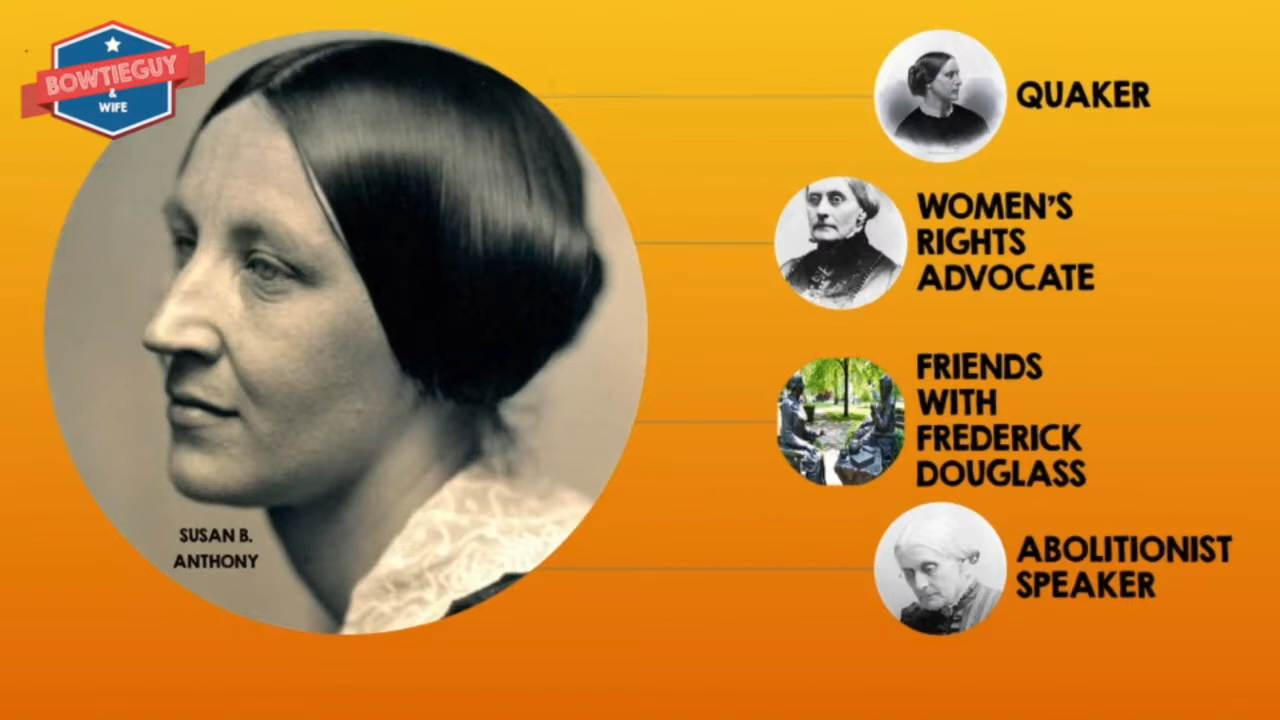 BOWTIEGUY
&
WIFE
SUSAN B.
ANTHONY
QUAKER
WOMEN'S
RIGHTS
ADVOCATE
FRIENDS
WITH
FREDERICK
DOUGLASS
ABOLITIONIST
SPEAKER